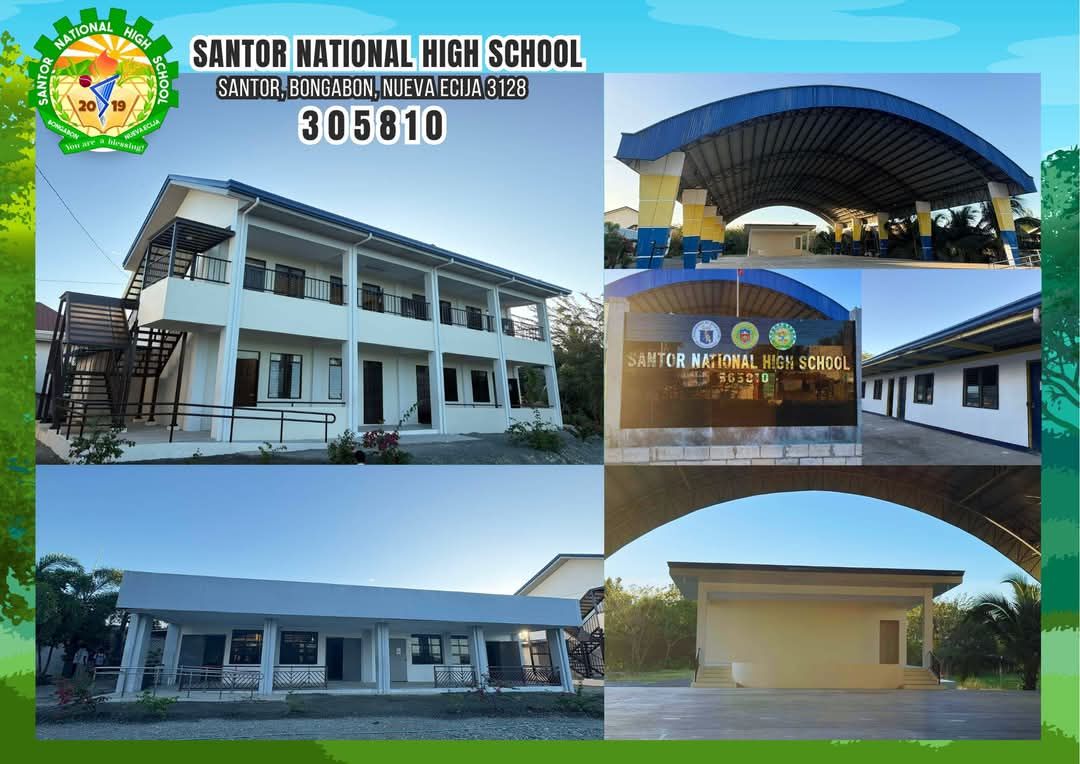 SANTOR NATIONAL HIGH SCHOOL
2019
BONGABON NUEVA ECIJA
You are a blessing!
SANTOR NATIONAL HIGH SCHOOL
SANTOR, BONGABON, NUEVA ECIJA 3128
305810
SANTOR NATIONAL HIGH SCHOOL
305810